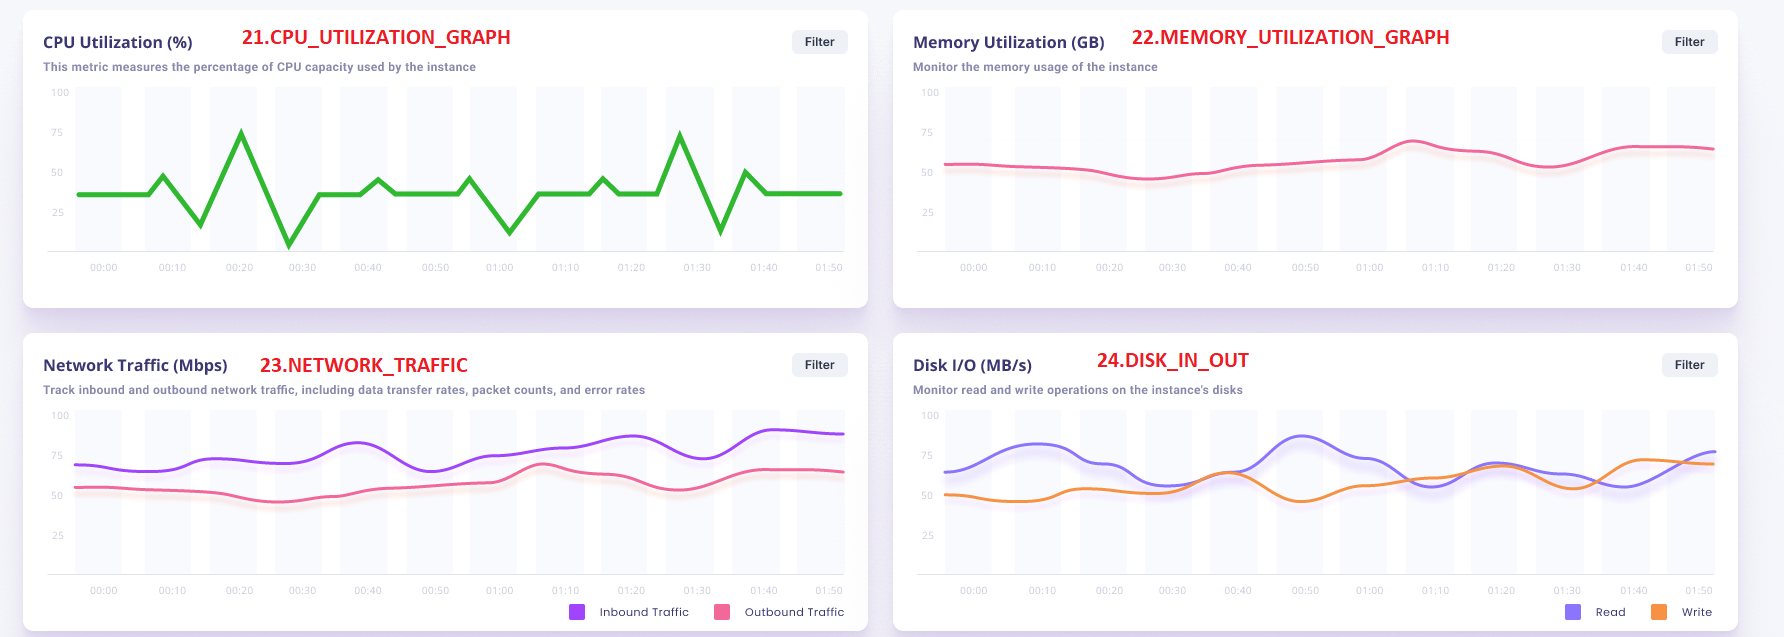 CPU Utilization (%)
21.CPU_UTILIZATION_GRAPH
Filter
This metric measures the percentage of CPU capacity used by the instance
100
75
50
25
00:00 00:10 00:20 00:30 00:40 00:50 01:00 01:10 01:20 01:30 01:40 01:50
Memory Utilization (GB)
22.MEMORY_UTILIZATION_GRAPH
Filter
Monitor the memory usage of the instance
100
75
50
25
00:00 00:10 00:20 00:30 00:40 00:50 01:00 01:10 01:20 01:30 01:40 01:50
Network Traffic (Mbps)
23.NETWORK_TRAFFIC
Filter
Track inbound and outbound network traffic, including data transfer rates, packet counts, and error rates
100
75
50
25
00:00 00:10 00:20 00:30 00:40 00:50 01:00 01:10 01:20 01:30 01:40 01:50
Inbound Traffic Outbound Traffic
Disk I/O (MB/s)
24.DISK_IN_OUT
Filter
Monitor read and write operations on the instance's disks
100
75
50
25
00:00 00:10 00:20 00:30 00:40 00:50 01:00 01:10 01:20 01:30 01:40 01:50
Read Write